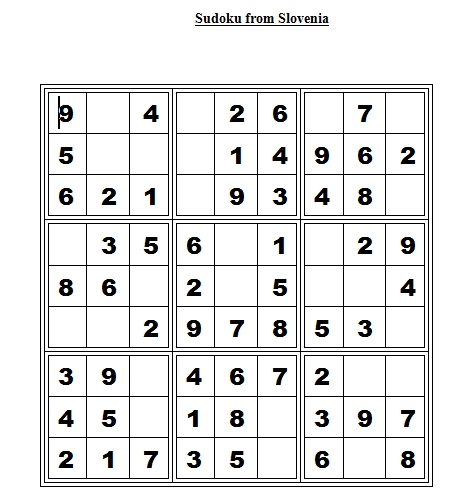 Sudoku from Slovenia
9 4 2 6 7
5 1 4 9 6 2
6 2 1 9 3 4 8
3 5 6 1 2 9
8 6 2 5 4
2 9 7 8 5 3
3 9 4 6 7 2
4 5 1 8 3 9 7
2 1 7 3 5 6 8